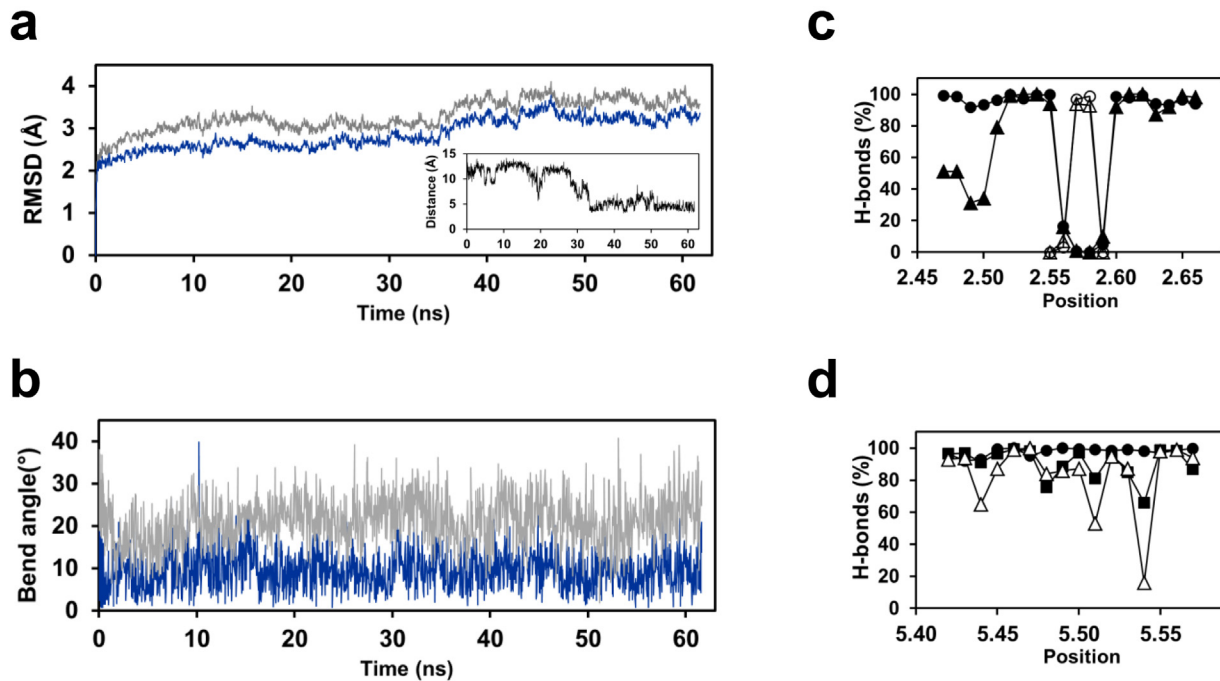 a
RMSD (Å)
4
3
2
1
0
0 10 20 30 40 50 60
Time (ns)
Distance (Å)
15
10
5
0
0 10 20 30 40 50 60
b
Bend angle(°)
40
30
20
10
0
0 10 20 30 40 50 60
Time (ns)
c
H-bonds (%)
100
80
60
40
20
0
2.45 2.50 2.55 2.60 2.65
Position
d
H-bonds (%)
100
80
60
40
20
0
5.40 5.45 5.50 5.55
Position